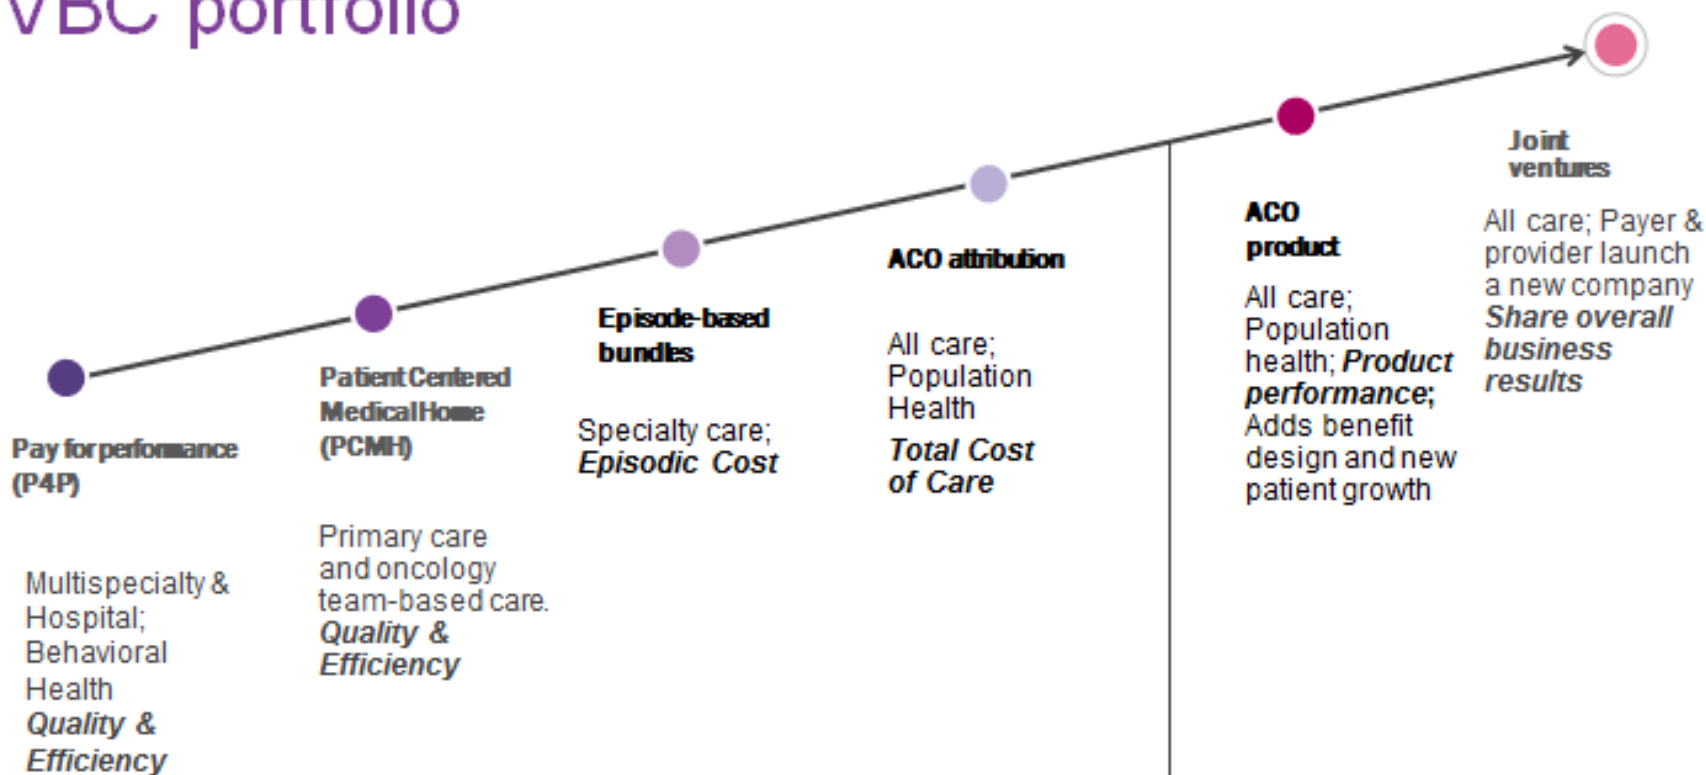 VBC portfolio
Pay for performance
(P4P)
Multispecialty &
Hospital;
Behavioral
Health
Quality &
Efficiency
Patient Centered
Medical Home
(PCMH)
Primary care
and oncology
team-based care.
Quality &
Efficiency
Episode-based
bundles
Specialty care;
Episodic Cost
ACO attribution
All care;
Population
Health
Total Cost
of Care
ACO
product
All care;
Population
health; Product
performance;
Adds benefit
design and new
patient growth
Joint
ventures
All care; Payer &
provider launch
a new company
Share overall
business
results